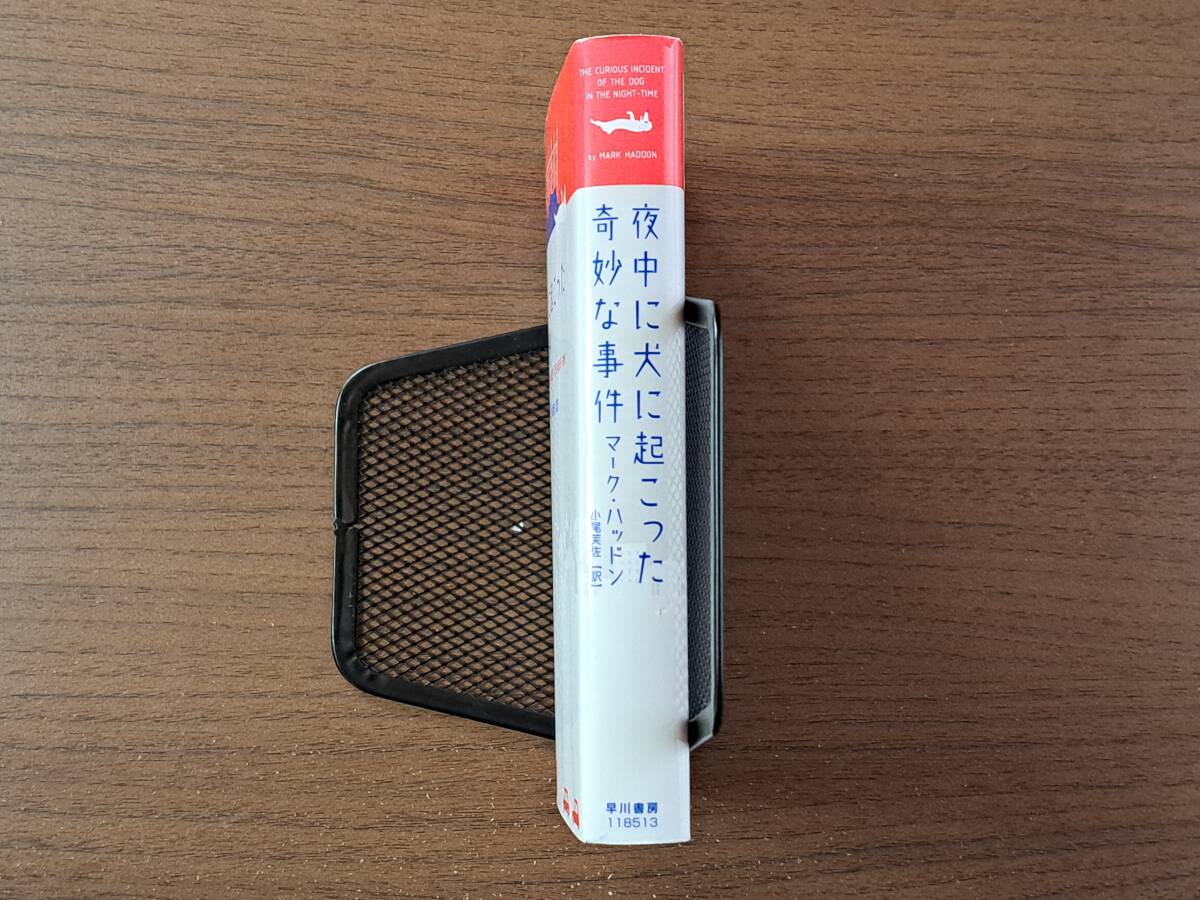 THE CURIOUS INCIDENT
OF THE DOG
IN THE NIGHT-TIME
by MARK HADDON
夜中に犬に起こった
奇妙な事件
マーク・ハッドン
小尾芙佐［訳］
早川書房
118513